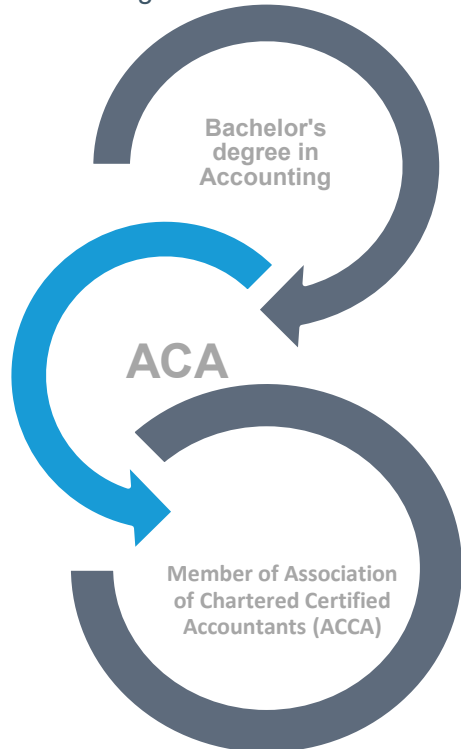 Bachelor's
degree in
Accounting
ACA
Member of Association
of Chartered Certified
Accountants (ACCA)